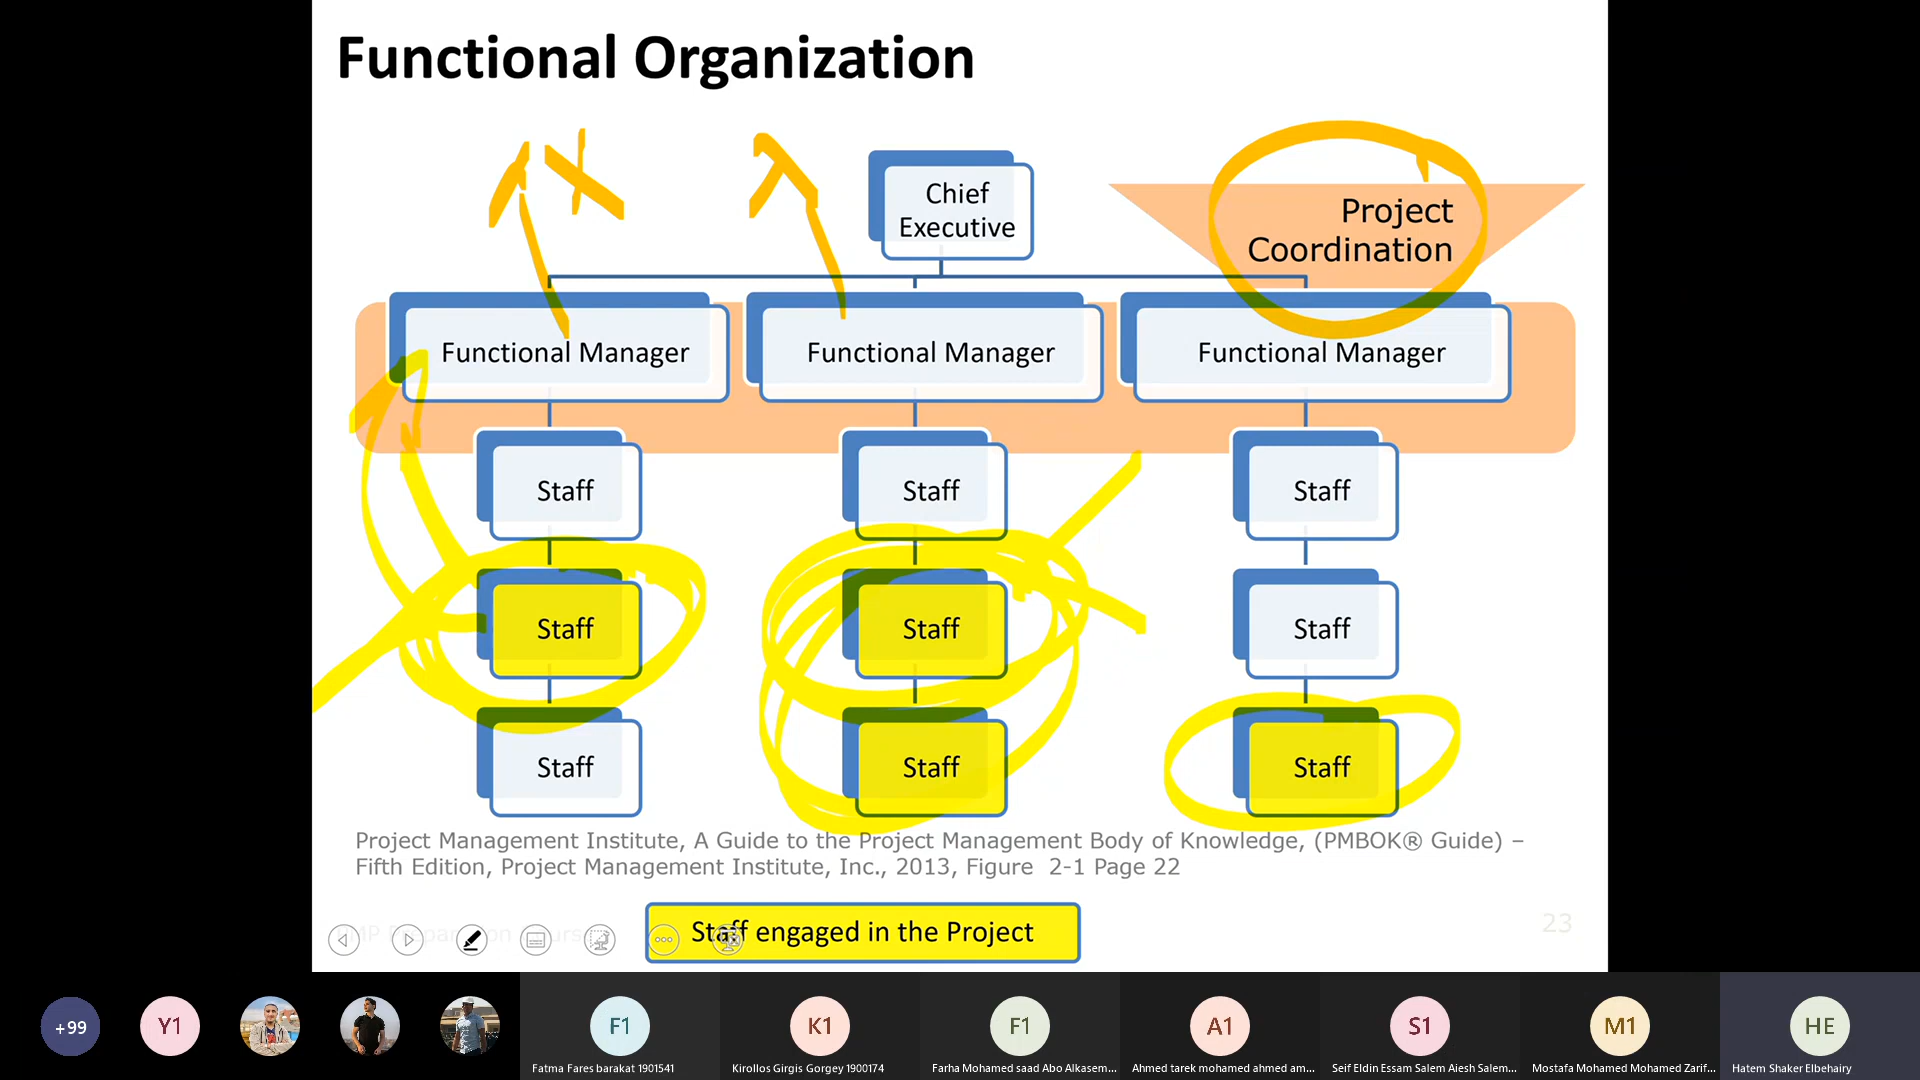 Functional Organization
Chief
Executive
Project
Coordination
Functional Manager
Functional Manager
Functional Manager
Staff
Staff
Staff
Staff
Staff
Staff
Staff
Staff
Staff
Project Management Institute, A Guide to the Project Management Body of Knowledge, (PMBOK® Guide) –
Fifth Edition, Project Management Institute, Inc., 2013, Figure 2-1 Page 22
Staff engaged in the Project
23
+99
Y1
F1
K1
F1
A1
S1
M1
HE
Fatma Fares barakat 1901541
Kirollos Girgis Gorgey 1900174
Farha Mohamed saad Abo Alkasem...
Ahmed tarek mohamed ahmed am...
Seif Eldin Essam Salem Aiesh Salem...
Mostafa Mohamed Mohamed Zarif...
Hatem Shaker Elbehairy